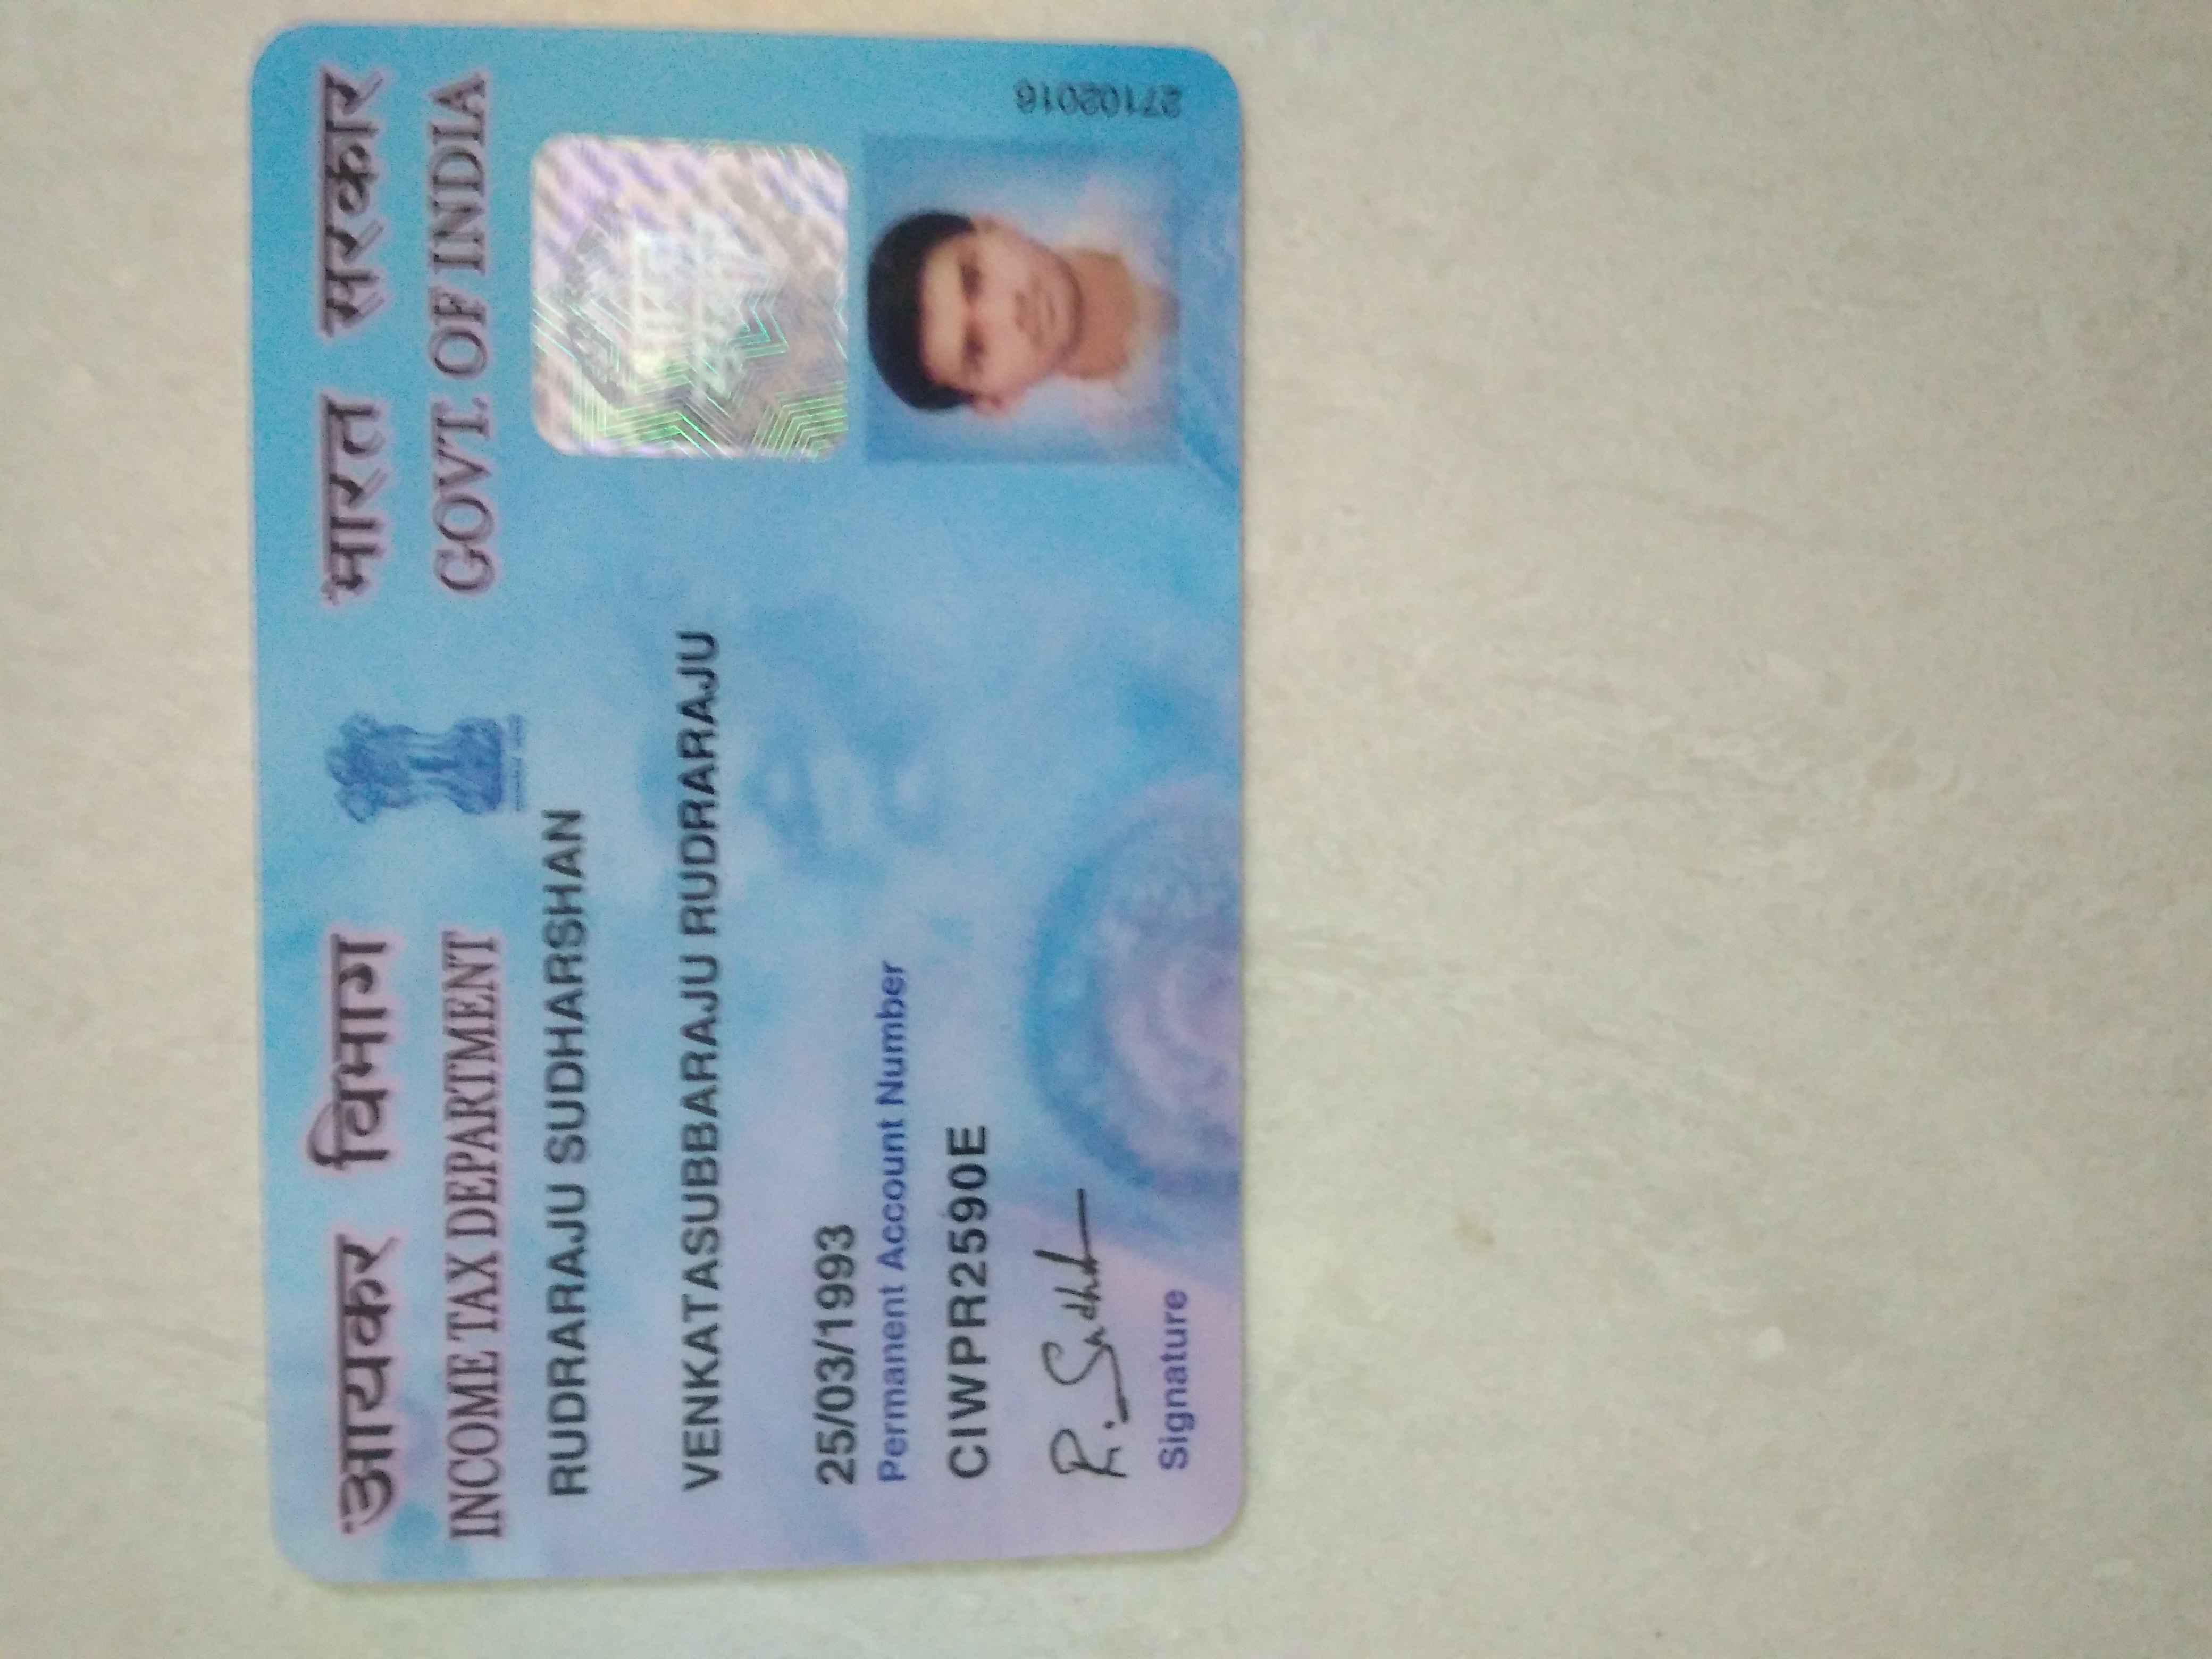 आयकर विभाग
INCOME TAX DEPARTMENT
भारत सरकार
GOVT. OF INDIA
RUDRARAJU SUDHARSHAN
VENKATASUBBARAJU RUDRARAJU
25/03/1993
Permanent Account Number
CIWPR2590E
R. Sudh
Signature
27102016